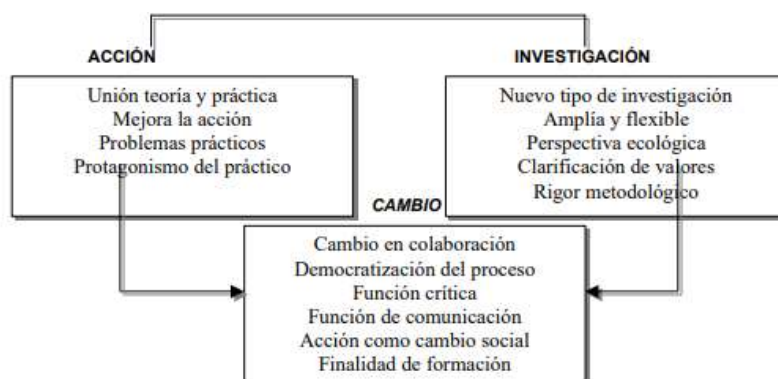 ACCIÓN
INVESTIGACIÓN
Unión teoría y práctica
Mejora la acción
Problemas prácticos
Protagonismo del práctico
Nuevo tipo de investigación
Amplía y flexible
Perspectiva ecológica
Clarificación de valores
Rigor metodológico
CAMBIO
Cambio en colaboración
Democratización del proceso
Función crítica
Función de comunicación
Acción como cambio social
Finalidad de formación